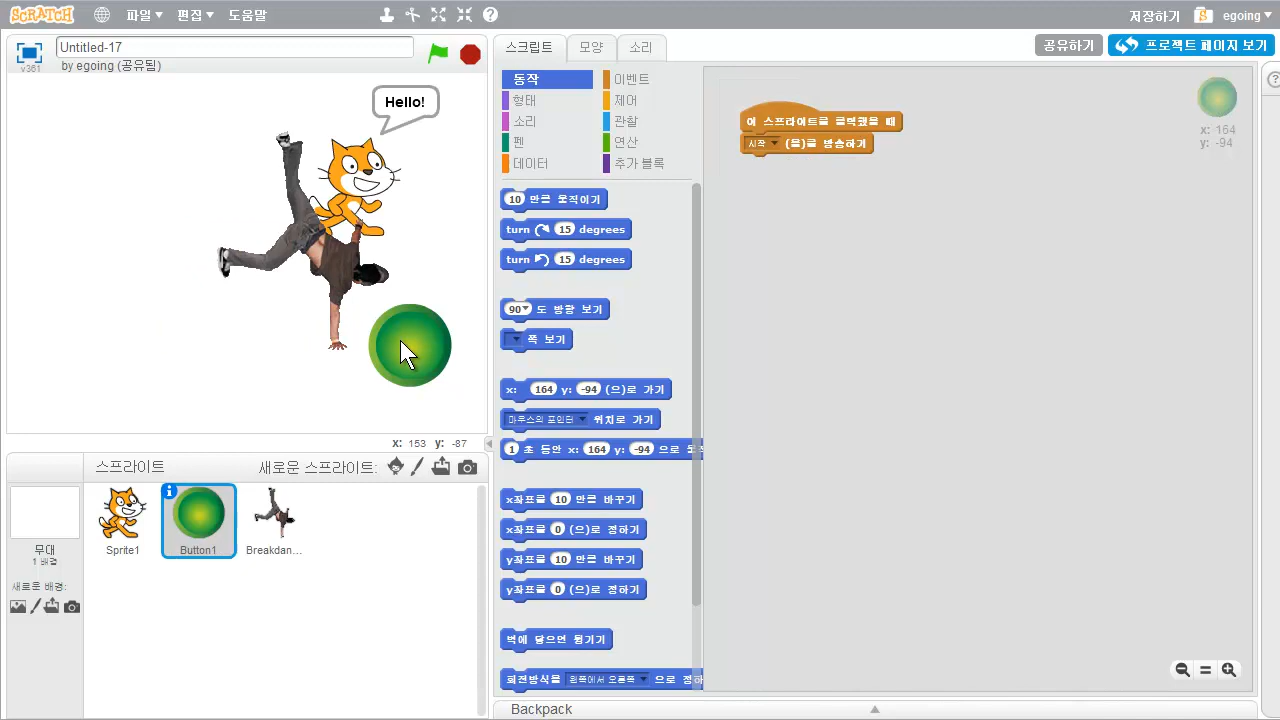 SCRATCH 파일 편집 도움말 저장하기 S egoing
v361 Untitled-17
by egoing (공유됨)
스크립트 모양 소리 공유하기 프로젝트 페이지 보기
Hello!
동작 이벤트
형태 제어
소리 관찰
펜 연산
데이터 추가 블록
10 만큼 움직이기
turn 15 degrees
turn 15 degrees
90 도 방향 보기
쪽 보기
x: 164 y: -94 (으)로 가기
마우스의 포인터 위치로 가기
1 초 동안 x: 164 y: -94 으로 움직
x좌표를 10 만큼 바꾸기
x좌표를 0 (으)로 정하기
y좌표를 10 만큼 바꾸기
y좌표를 0 (으)로 정하기
벽에 닿으면 튕기기
회전방식을 왼쪽에서 오른쪽 으로 정하
이 스프라이트를 클릭했을 때
시작 (을)를 방송하기
x: 164
y: -94
x: 153 y: -87
스프라이트 새로운 스프라이트:
Sprite1 Button1 Breakdan...
무대
1 배경
새로운 배경:
Backpack